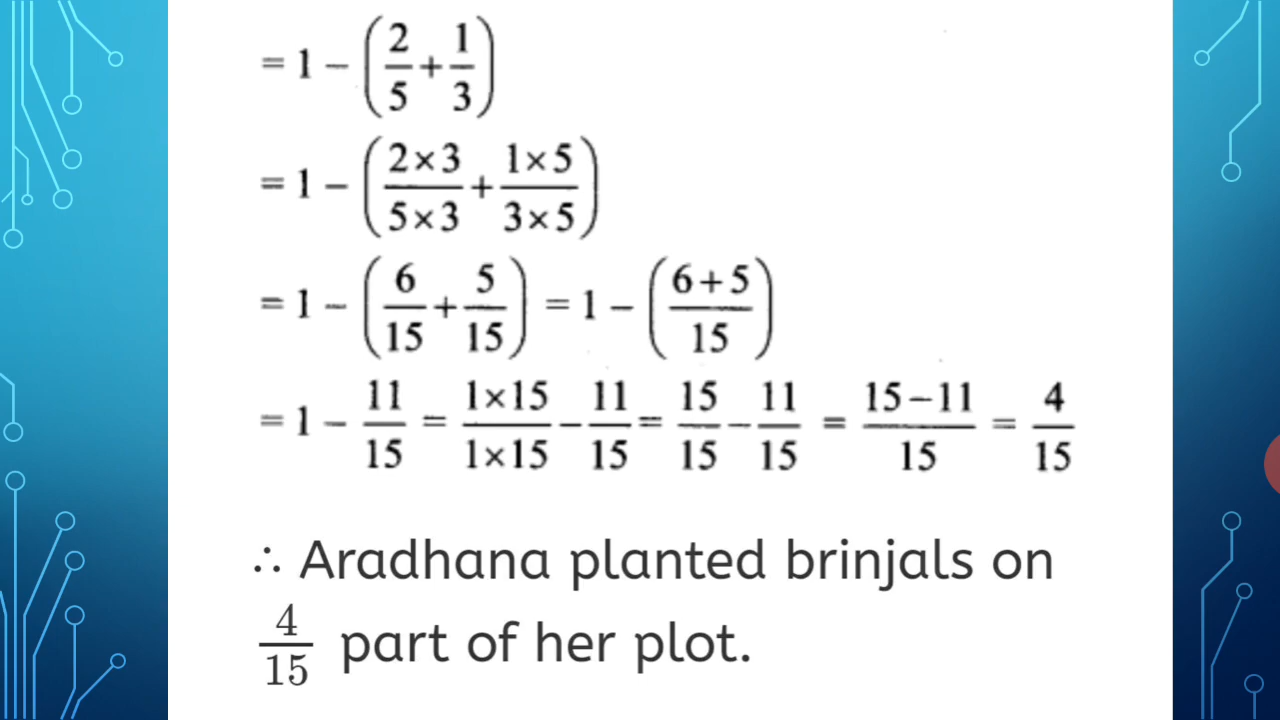 = 1 − (2/5 + 1/3)
= 1 − (2×3/5×3 + 1×5/3×5)
= 1 − (6/15 + 5/15) = 1 − (6+5/15)
= 1 − 11/15 = 1×15/1×15 − 11/15 = 15/15 − 11/15 = 15−11/15 = 4/15
∴ Aradhana planted brinjals on
4/15 part of her plot.